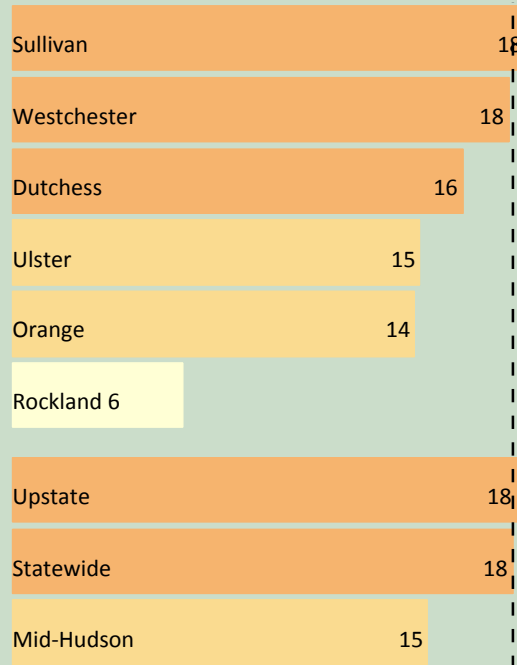 Sullivan 18
Westchester 18
Dutchess 16
Ulster 15
Orange 14
Rockland 6
Upstate 18
Statewide 18
Mid-Hudson 15